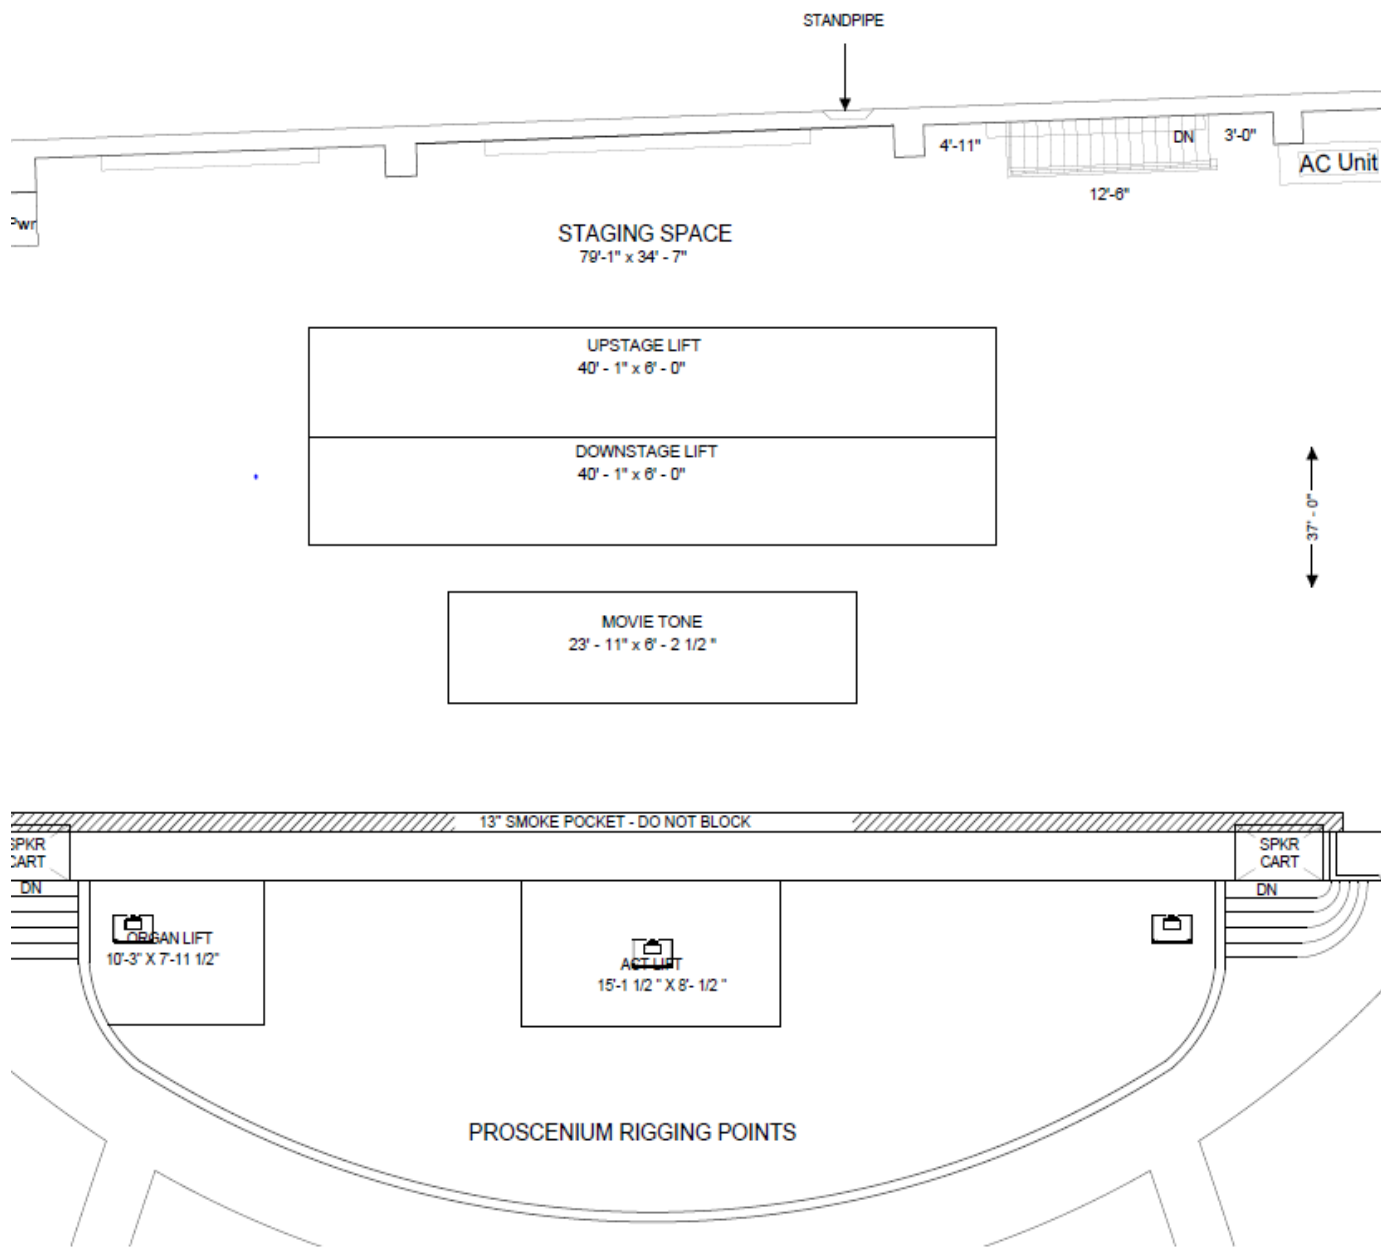 STANDPIPE
4'-11"
DN
3'-0"
AC Unit
12'-6"
Pwr
STAGING SPACE
79'-1" x 34' - 7"
UPSTAGE LIFT
40' - 1" x 6' - 0"
DOWNSTAGE LIFT
40' - 1" x 6' - 0"
37' - 0"
MOVIE TONE
23' - 11" x 6' - 2 1/2 "
13" SMOKE POCKET - DO NOT BLOCK
SPKR
CART
SPKR
CART
DN
DN
ORGAN LIFT
10'-3" X 7'-11 1/2"
ACT LIFT
15'-1 1/2 " X 8'- 1/2 "
PROSCENIUM RIGGING POINTS